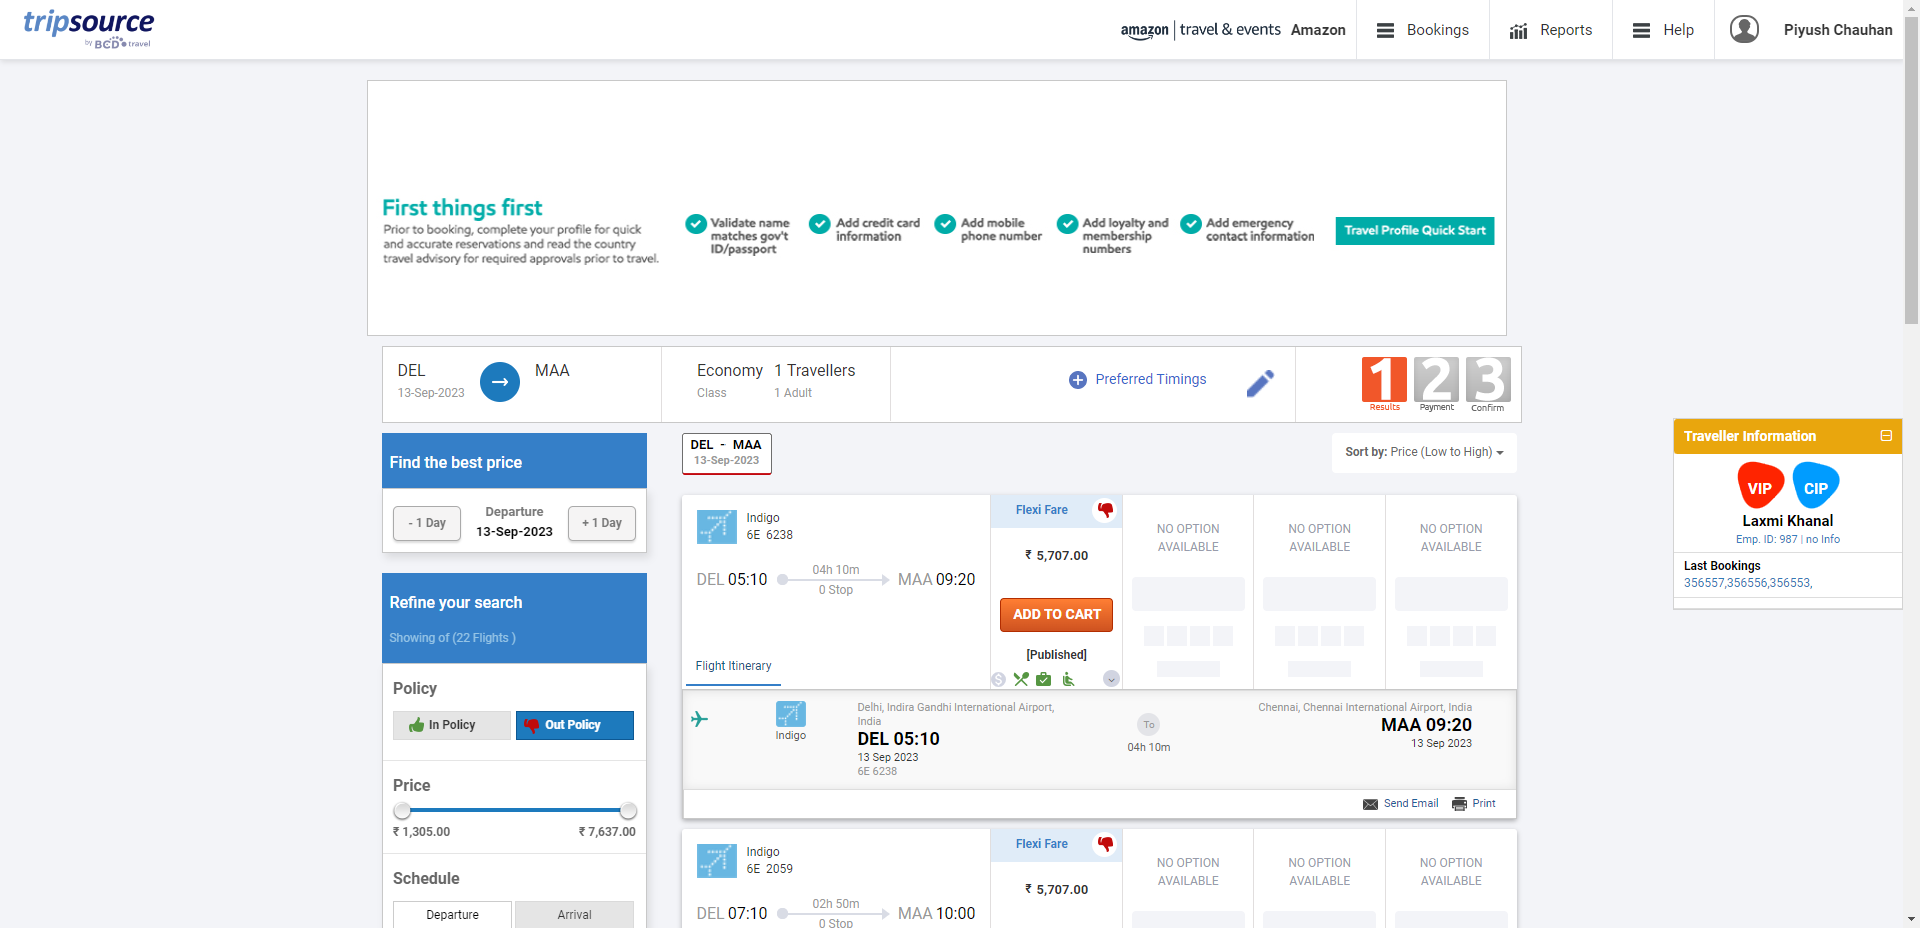 tripsource
by BCD travel
amazon travel & events Amazon
Bookings
Reports
Help
Piyush Chauhan
First things first
Prior to booking, complete your profile for quick
and accurate reservations and read the country
travel advisory for required approvals prior to travel.
Validate name
matches gov't
ID/passport
Add credit card
information
Add mobile
phone number
Add loyalty and
membership
numbers
Add emergency
contact information
Travel Profile Quick Start
DEL
13-Sep-2023
MAA
Economy
Class
1 Travellers
1 Adult
Preferred Timings
1
Results
2
Payment
3
Confirm
Find the best price
- 1 Day
Departure
13-Sep-2023
+ 1 Day
Refine your search
Showing of (22 Flights )
Policy
In Policy
Out Policy
Price
₹ 1,305.00
₹ 7,637.00
Schedule
Departure
Arrival
DEL - MAA
13-Sep-2023
Sort by: Price (Low to High)
Indigo
6E 6238
DEL 05:10
04h 10m
0 Stop
MAA 09:20
Flight Itinerary
Flexi Fare
₹ 5,707.00
ADD TO CART
[Published]
NO OPTION
AVAILABLE
NO OPTION
AVAILABLE
NO OPTION
AVAILABLE
Indigo
Delhi, Indira Gandhi International Airport,
India
DEL 05:10
13 Sep 2023
6E 6238
To
04h 10m
Chennai, Chennai International Airport, India
MAA 09:20
13 Sep 2023
Send Email
Print
Indigo
6E 2059
DEL 07:10
02h 50m
0 Stop
MAA 10:00
Flexi Fare
₹ 5,707.00
NO OPTION
AVAILABLE
NO OPTION
AVAILABLE
NO OPTION
AVAILABLE
Traveller Information
VIP
CIP
Laxmi Khanal
Emp. ID: 987 | no Info
Last Bookings
356557,356556,356553,